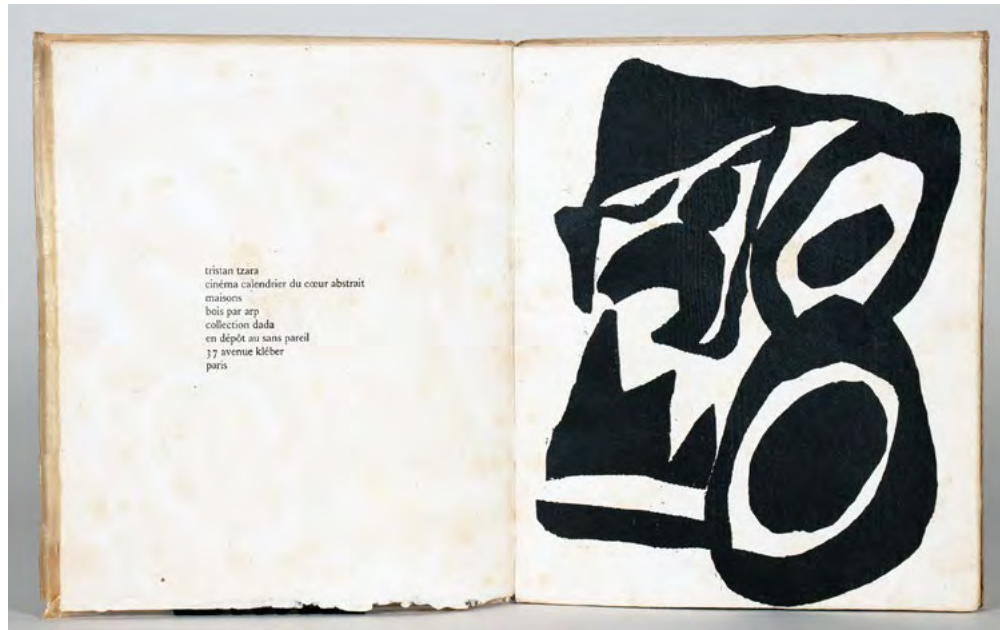 tristan tzara
cinéma calendrier du cœur abstrait
maisons
bois par arp
collection dada
en dépôt au sans pareil
37 avenue kléber
paris